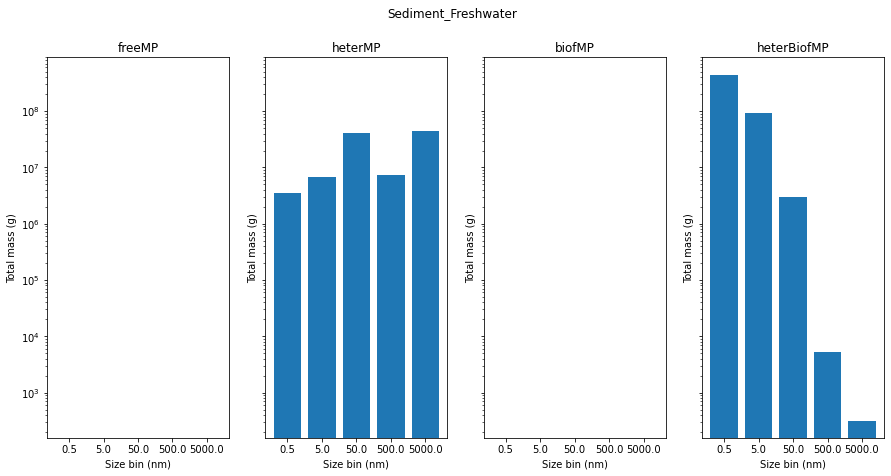 Sediment_Freshwater
freeMP
heterMP
biofMP
heterBiofMP
Total mass (g)
10^8
10^7
10^6
10^5
10^4
10^3
0.5 5.0 50.0 500.0 5000.0
Size bin (nm)
Total mass (g)
0.5 5.0 50.0 500.0 5000.0
Size bin (nm)
Total mass (g)
0.5 5.0 50.0 500.0 5000.0
Size bin (nm)
Total mass (g)
0.5 5.0 50.0 500.0 5000.0
Size bin (nm)